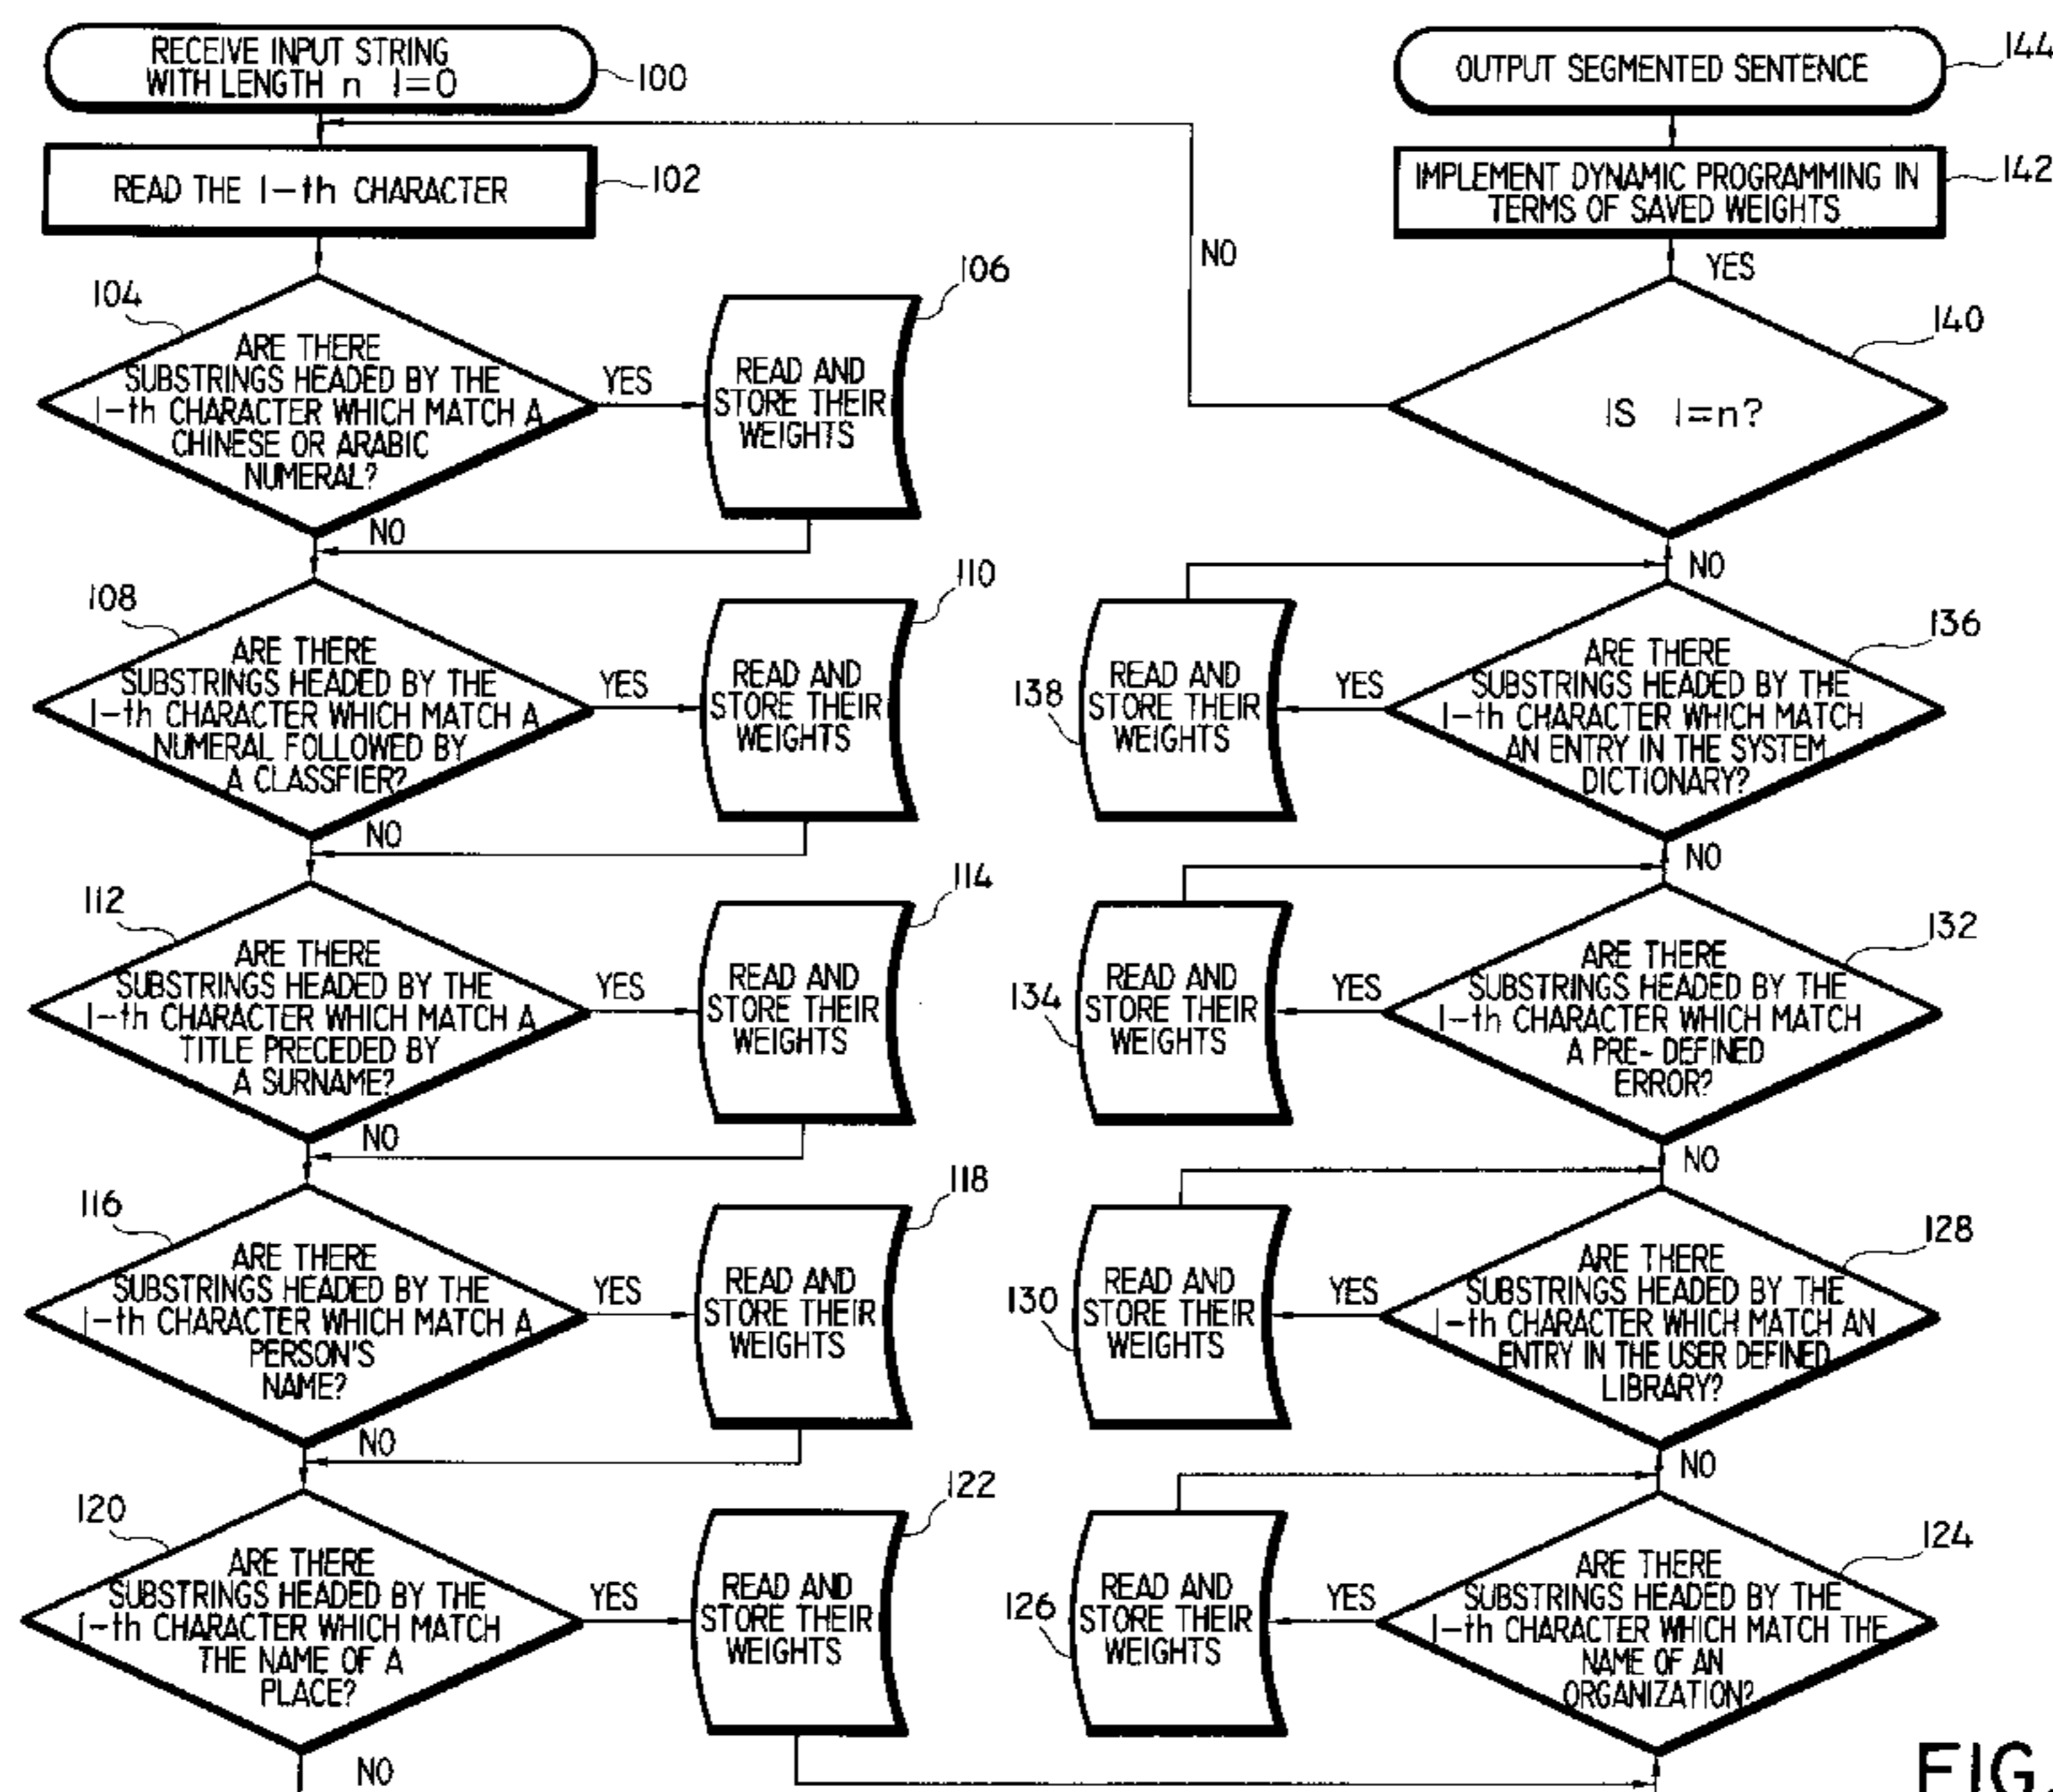 RECEIVE INPUT STRING
WITH LENGTH n I=0
100
READ THE I-th CHARACTER
102
104
ARE THERE
SUBSTRINGS HEADED BY THE
I-th CHARACTER WHICH MATCH A
CHINESE OR ARABIC
NUMERAL?
YES
106
READ AND
STORE THEIR
WEIGHTS
NO
108
ARE THERE
SUBSTRINGS HEADED BY THE
I-th CHARACTER WHICH MATCH A
NUMERAL FOLLOWED BY
A CLASSFIER?
YES
110
READ AND
STORE THEIR
WEIGHTS
NO
112
ARE THERE
SUBSTRINGS HEADED BY THE
I-th CHARACTER WHICH MATCH A
TITLE PRECEDED BY
A SURNAME?
YES
114
READ AND
STORE THEIR
WEIGHTS
NO
116
ARE THERE
SUBSTRINGS HEADED BY THE
I-th CHARACTER WHICH MATCH A
PERSON'S
NAME?
YES
118
READ AND
STORE THEIR
WEIGHTS
NO
120
ARE THERE
SUBSTRINGS HEADED BY THE
I-th CHARACTER WHICH MATCH
THE NAME OF A
PLACE?
YES
122
READ AND
STORE THEIR
WEIGHTS
NO
OUTPUT SEGMENTED SENTENCE
144
IMPLEMENT DYNAMIC PROGRAMMING IN
TERMS OF SAVED WEIGHTS
142
YES
NO
140
IS I=n?
NO
136
ARE THERE
SUBSTRINGS HEADED BY THE
I-th CHARACTER WHICH MATCH
AN ENTRY IN THE SYSTEM
DICTIONARY?
YES
138
READ AND
STORE THEIR
WEIGHTS
NO
132
ARE THERE
SUBSTRINGS HEADED BY THE
I-th CHARACTER WHICH MATCH
A PRE-DEFINED
ERROR?
YES
134
READ AND
STORE THEIR
WEIGHTS
NO
128
ARE THERE
SUBSTRINGS HEADED BY THE
I-th CHARACTER WHICH MATCH AN
ENTRY IN THE USER DEFINED
LIBRARY?
YES
130
READ AND
STORE THEIR
WEIGHTS
NO
124
ARE THERE
SUBSTRINGS HEADED BY THE
I-th CHARACTER WHICH MATCH THE
NAME OF AN
ORGANIZATION?
YES
126
READ AND
STORE THEIR
WEIGHTS
FIG.